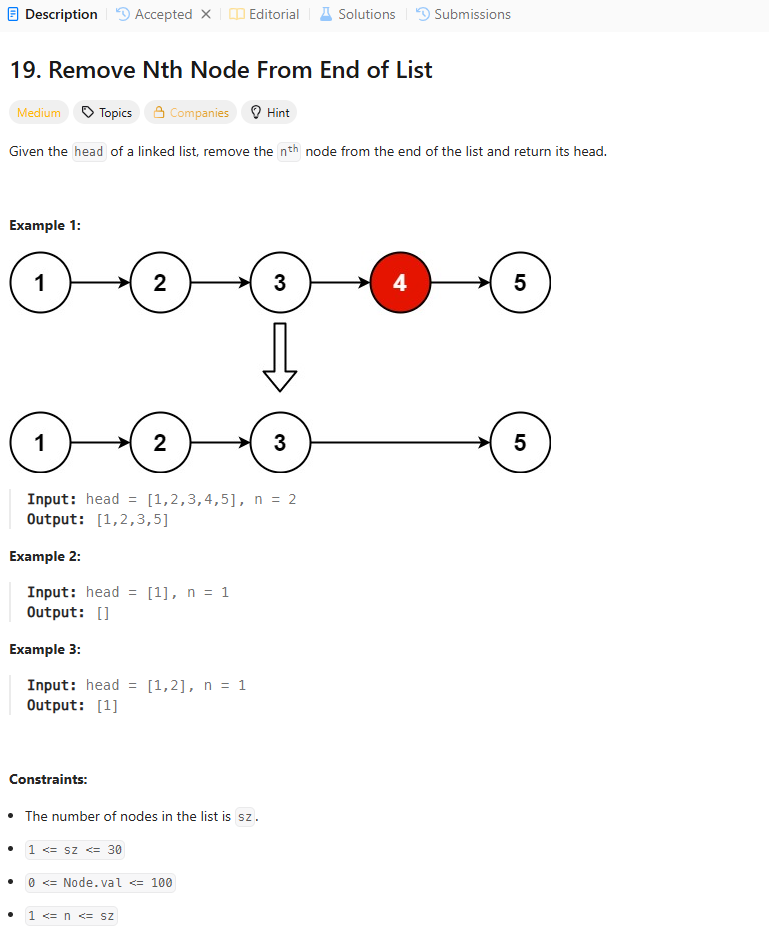 Description Accepted Editorial Solutions Submissions
19. Remove Nth Node From End of List
Medium Topics Companies Hint
Given the head of a linked list, remove the nth node from the end of the list and return its head.
Example 1:
1 2 3 4 5
1 2 3 5
Input: head = [1,2,3,4,5], n = 2
Output: [1,2,3,5]
Example 2:
Input: head = [1], n = 1
Output: []
Example 3:
Input: head = [1,2], n = 1
Output: [1]
Constraints:
• The number of nodes in the list is sz.
• 1 <= sz <= 30
• 0 <= Node.val <= 100
• 1 <= n <= sz